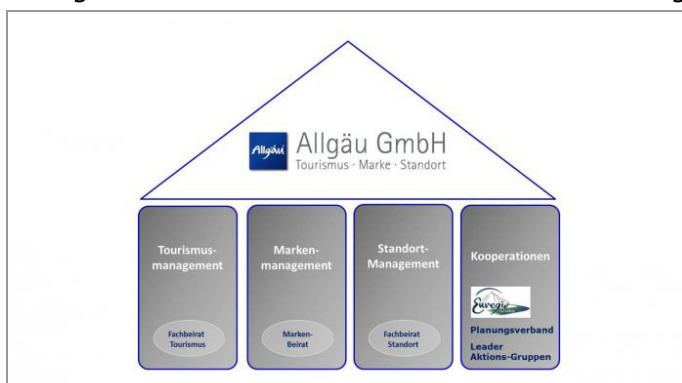 Allgäu
Allgäu GmbH
Tourismus · Marke · Standort
Tourismus-
management
Fachbeirat
Tourismus
Marken-
management
Marken-
Beirat
Standort-
Management
Fachbeirat
Standort
Kooperationen
Euregio
Planungsverband
Leader
Aktions-Gruppen